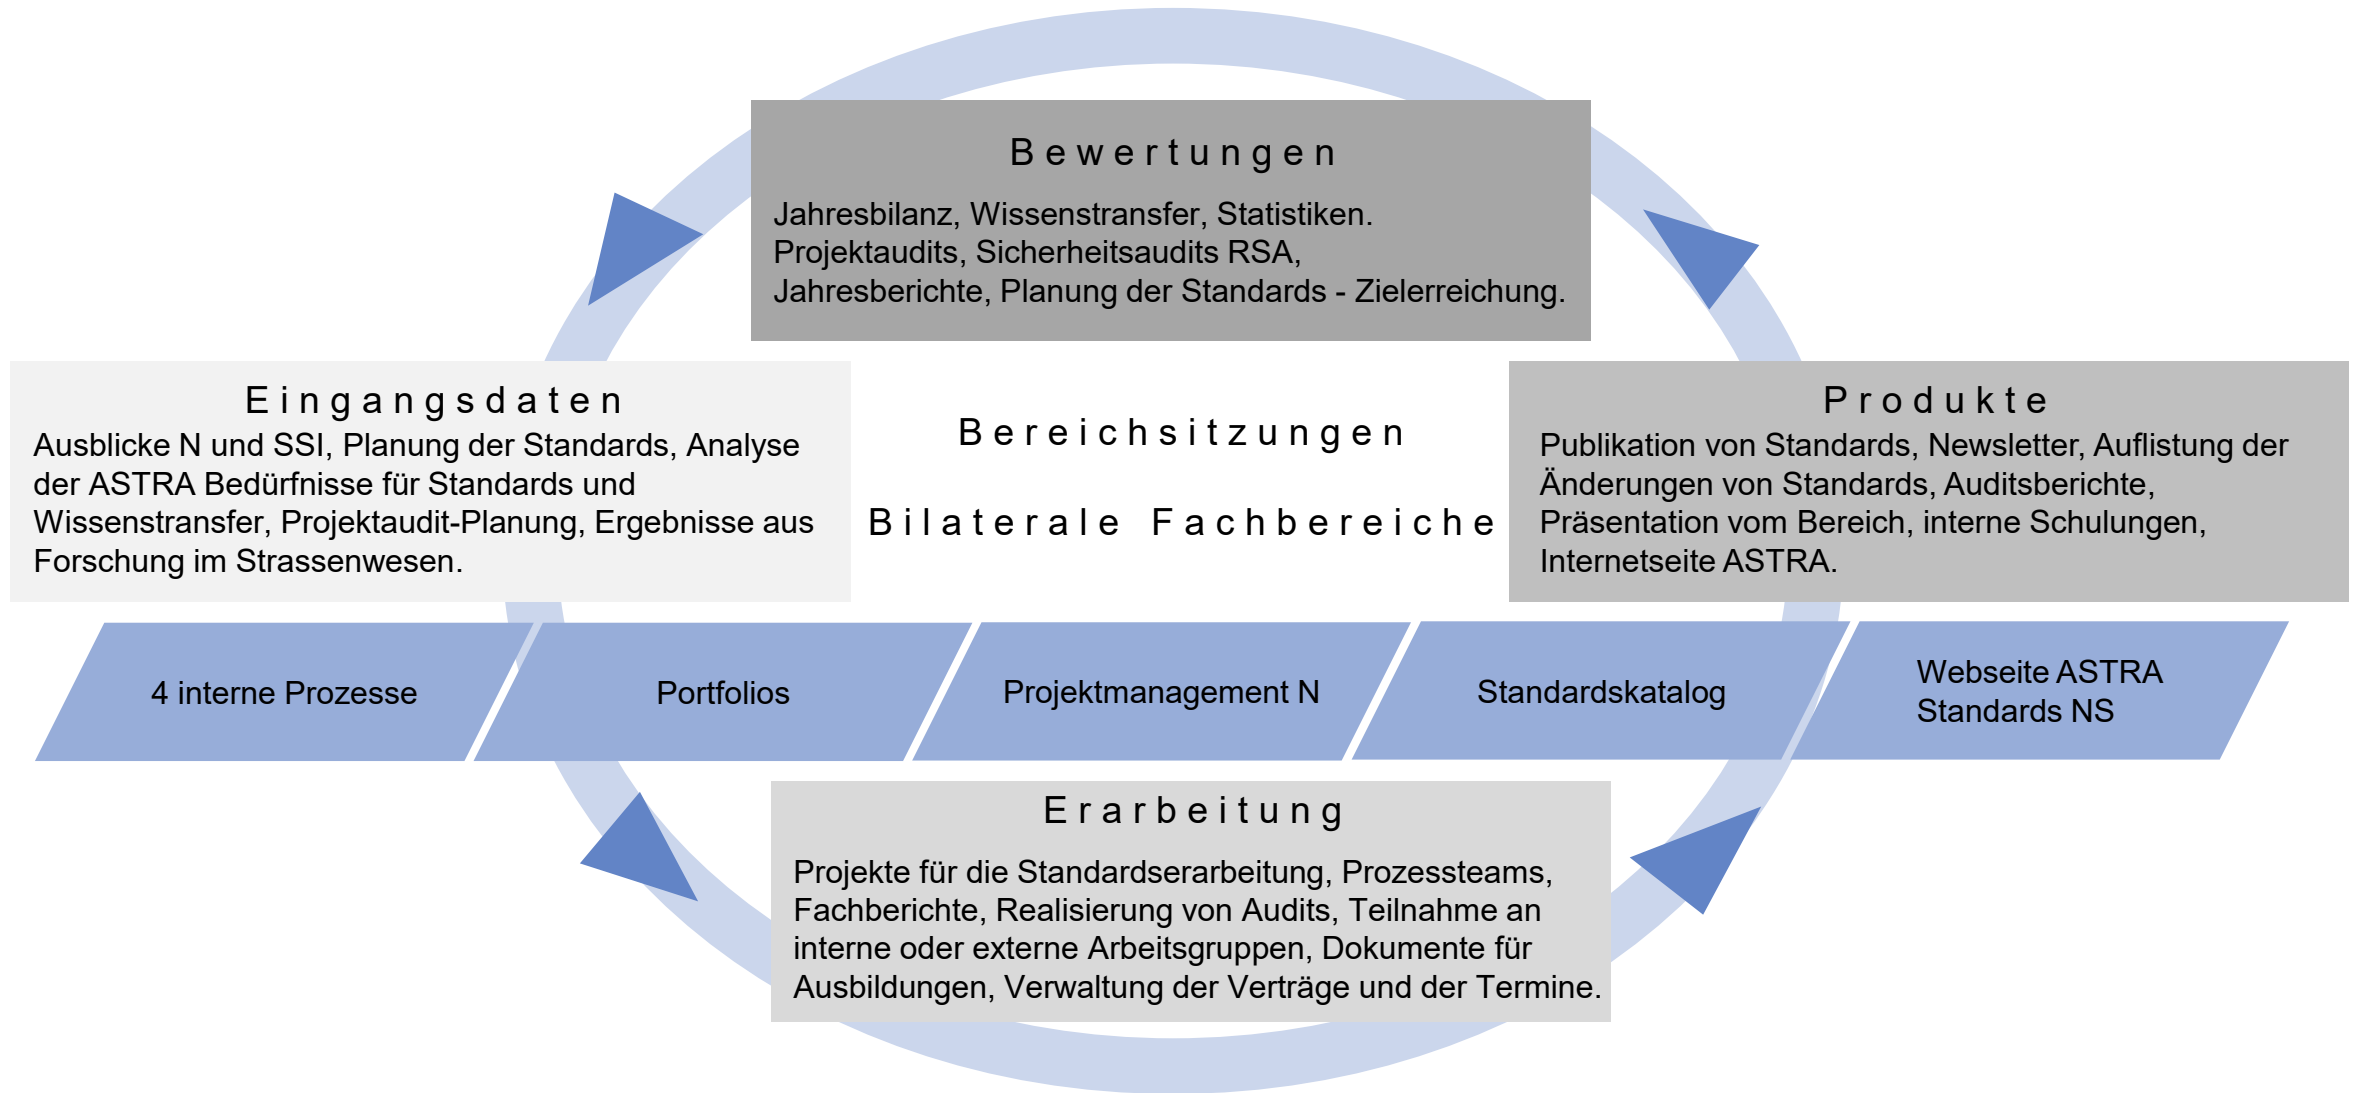 Bewertungen
Jahresbilanz, Wissenstransfer, Statistiken.
Projektaudits, Sicherheitsaudits RSA,
Jahresberichte, Planung der Standards - Zielerreichung.
Eingangsdaten
Ausblicke N und SSI, Planung der Standards, Analyse
der ASTRA Bedürfnisse für Standards und
Wissenstransfer, Projektaudit-Planung, Ergebnisse aus
Forschung im Strassenwesen.
Bereichsitzungen
Bilaterale Fachbereiche
Produkte
Publikation von Standards, Newsletter, Auflistung der
Änderungen von Standards, Auditsberichte,
Präsentation vom Bereich, interne Schulungen,
Internetseite ASTRA.
4 interne Prozesse
Portfolios
Projektmanagement N
Standardskatalog
Webseite ASTRA
Standards NS
Erarbeitung
Projekte für die Standardserarbeitung, Prozessteams,
Fachberichte, Realisierung von Audits, Teilnahme an
interne oder externe Arbeitsgruppen, Dokumente für
Ausbildungen, Verwaltung der Verträge und der Termine.